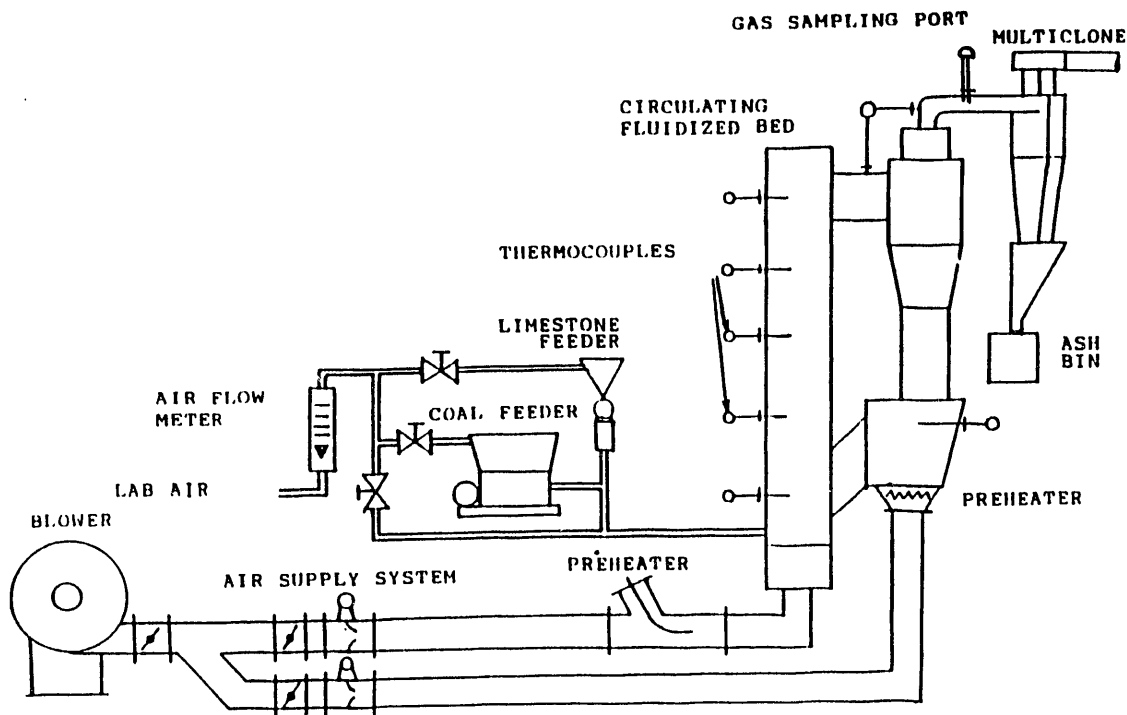 GAS SAMPLING PORT
MULTICLONE
CIRCULATING
FLUIDIZED BED
THERMOCOUPLES
LIMESTONE
FEEDER
ASH
BIN
AIR FLOW
METER
COAL FEEDER
LAB AIR
PREHEATER
BLOWER
AIR SUPPLY SYSTEM
PREHEATER